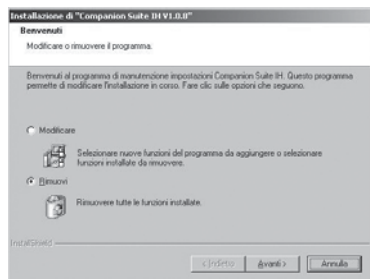 Installazione di "Companion Suite IH V1.0.0"
Benvenuti
Modificare o rimuovere il programma.
Benvenuti al programma di manutenzione impostazioni Companion Suite IH. Questo programma
permette di modificare l'installazione in corso. Fare clic sulle opzioni che seguono.
Modificare
Selezionare nuove funzioni del programma da aggiungere o selezionare
funzioni installate da rimuovere.
Rimuovi
Rimuovere tutte le funzioni installate.
InstallShield
< Indietro Avanti > Annulla